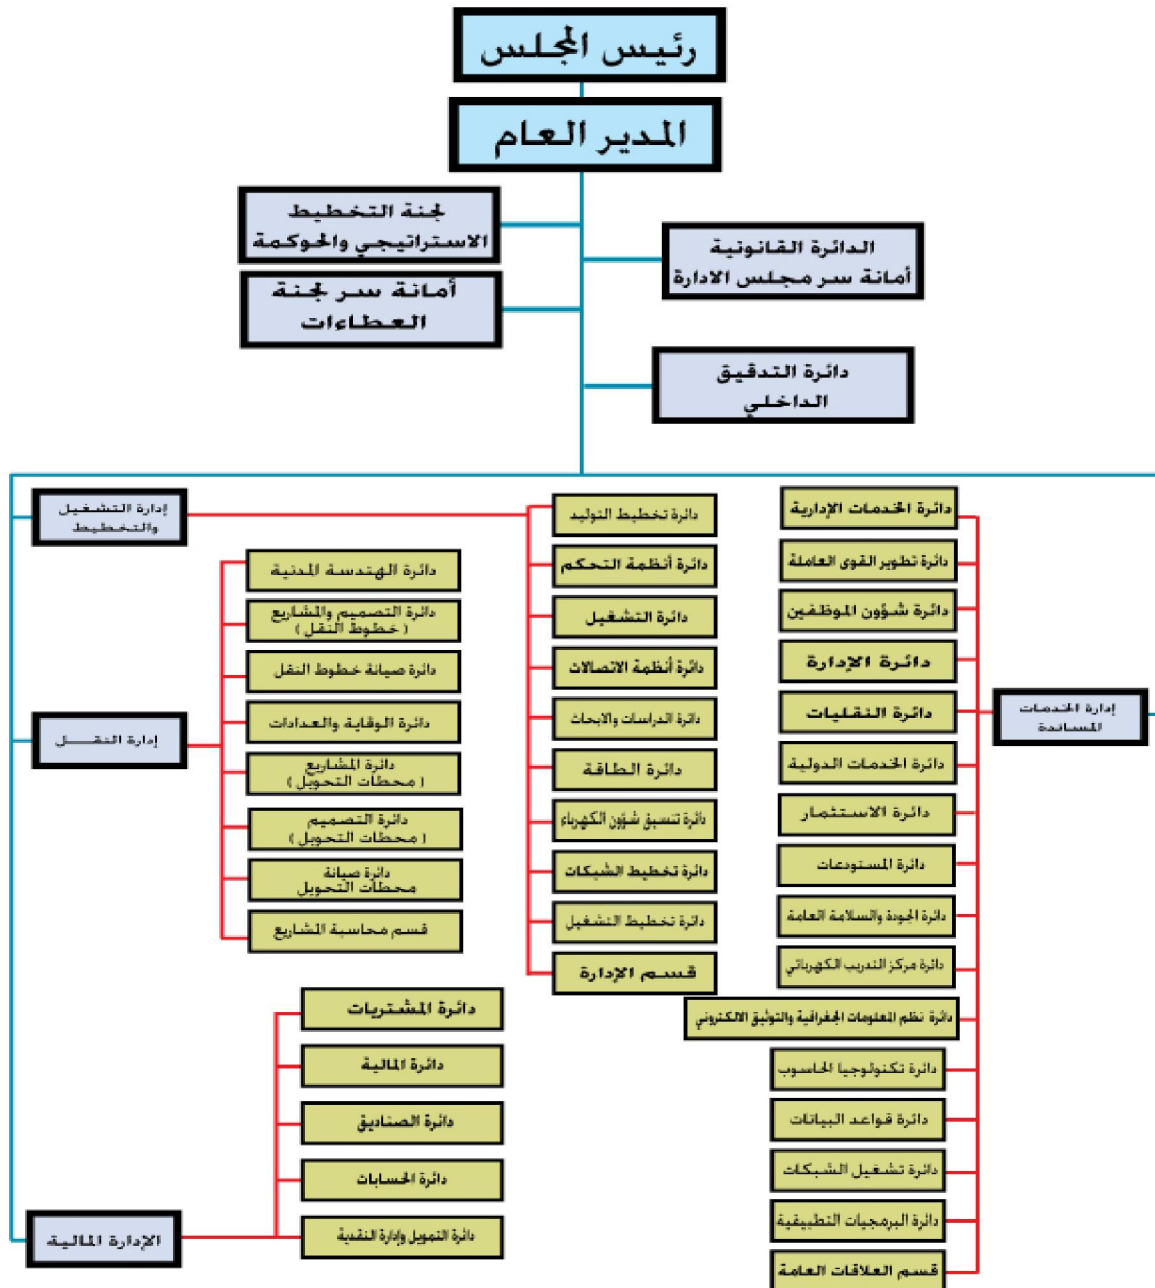 رئيس المجلس
المدير العام
لجنة التخطيط
الاستراتيجي والحوكمة
الدائرة القانونية
أمانة سر مجلس الادارة
أمانة سر لجنة
العطاءات
دائرة التدقيق
الداخلي
إدارة الخدمات
المساندة
دائرة الخدمات الإدارية
دائرة تطوير القوى العاملة
دائرة شؤون الموظفين
دائرة الإدارة
دائرة النقليات
دائرة الخدمات الدولية
دائرة الاستثمار
دائرة المستودعات
دائرة الجودة والسلامة العامة
دائرة مركز التدريب الكهربائي
دائرة نظم المعلومات الجغرافية والتوثيق الالكتروني
دائرة تكنولوجيا الحاسوب
دائرة قواعد البيانات
دائرة تشغيل الشبكات
دائرة البرمجيات التطبيقية
قسم العلاقات العامة
إدارة التشغيل
والتخطيط
دائرة تخطيط التوليد
دائرة أنظمة التحكم
دائرة التشغيل
دائرة أنظمة الاتصالات
دائرة الدراسات والابحاث
دائرة الطاقة
دائرة تنسيق شؤون الكهرباء
دائرة تخطيط الشبكات
دائرة تخطيط التشغيل
قسم الإدارة
إدارة النقــــل
دائرة الهندسة المدنية
دائرة التصميم والمشاريع
( خطوط النقل )
دائرة صيانة خطوط النقل
دائرة الوقاية والعدادات
دائرة المشاريع
( محطات التحويل )
دائرة التصميم
( محطات التحويل )
دائرة صيانة
محطات التحويل
قسم محاسبة المشاريع
الإدارة المالية
دائرة المشتريات
دائرة المالية
دائرة الصناديق
دائرة الحسابات
دائرة التمويل وإدارة النقدية